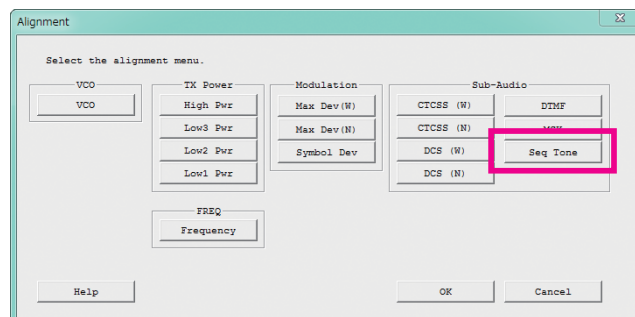 Alignment
Select the alignment menu.
VCO TX Power Modulation Sub-Audio
VCO High Pwr Max Dev(W) CTCSS (W) DTMF
Low3 Pwr Max Dev(N) CTCSS (N)
Low2 Pwr Symbol Dev DCS (W) Seq Tone
Low1 Pwr DCS (N)
FREQ
Frequency
Help OK Cancel